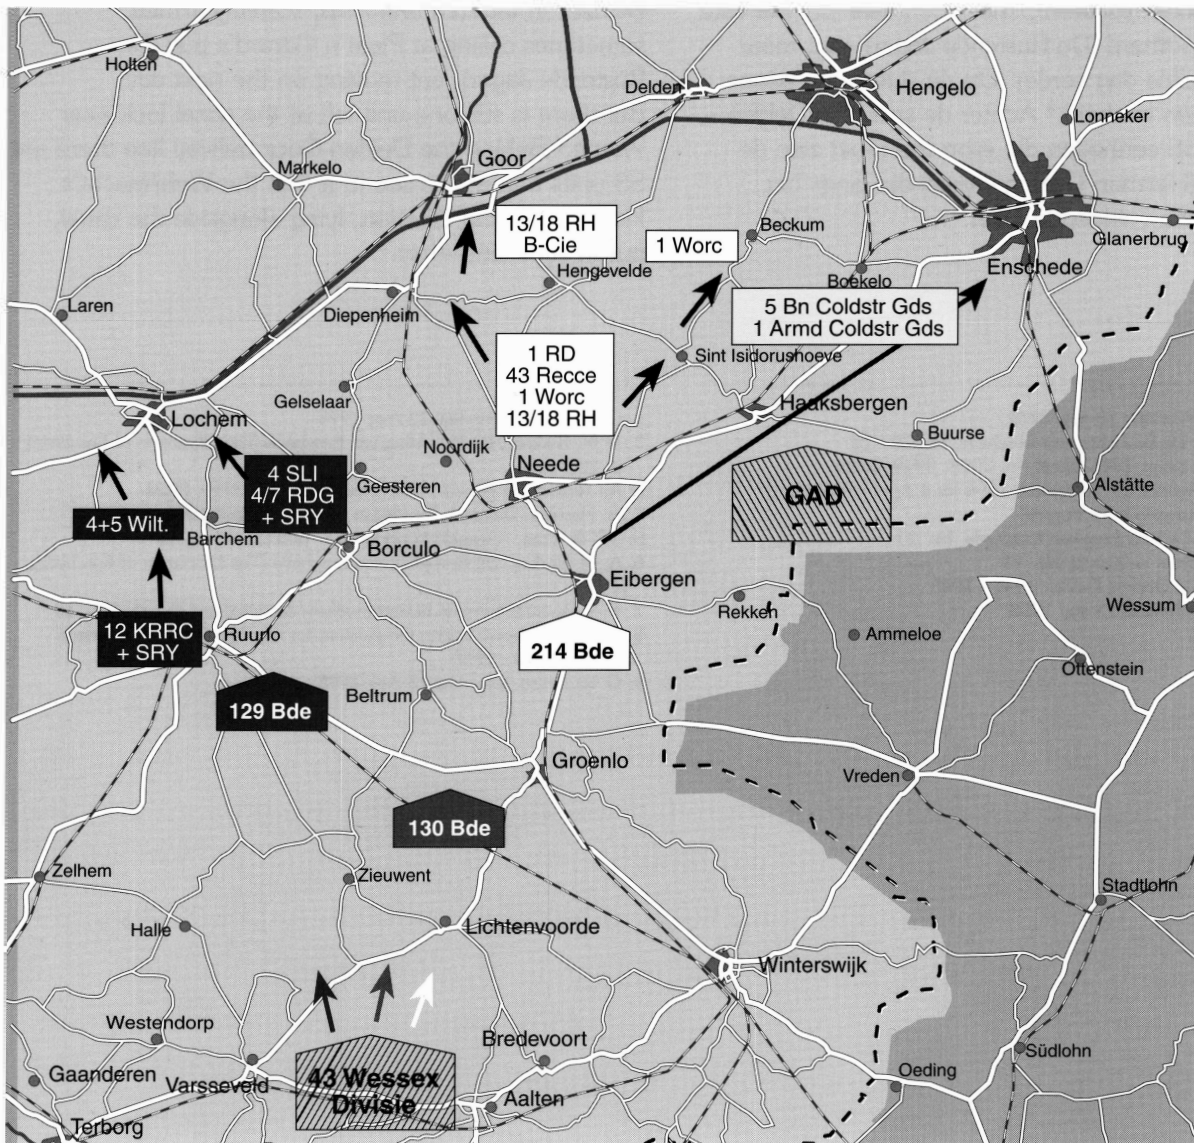 Holten
Delden
Hengelo
Lonneker
Goor
Markelo
13/18 RH
B-Cie
1 Worc
Beckum
Glanerbrug
Enschede
Hengevelde
Boekelo
Laren
Diepenheim
5 Bn Coldstr Gds
1 Armd Coldstr Gds
1 RD
43 Recce
1 Worc
13/18 RH
Sint Isidorushoeve
Gelselaar
Haaksbergen
Lochem
Buurse
Noordijk
Neede
4 SLI
4/7 RDG
+ SRY
Geesteren
GAD
Alstätte
4+5 Wilt.
Barchem
Borculo
Eibergen
Rekken
Wessum
12 KRRC
+ SRY
Ruurlo
Ammeloe
214 Bde
Ottenstein
Beltrum
129 Bde
Groenlo
Vreden
130 Bde
Zelhem
Zieuwent
Stadtlohn
Halle
Lichtenvoorde
Winterswijk
Westendorp
Bredevoort
Südlohn
Gaanderen
Varsseveld
43 Wessex
Divisie
Oeding
Aalten
Terborg